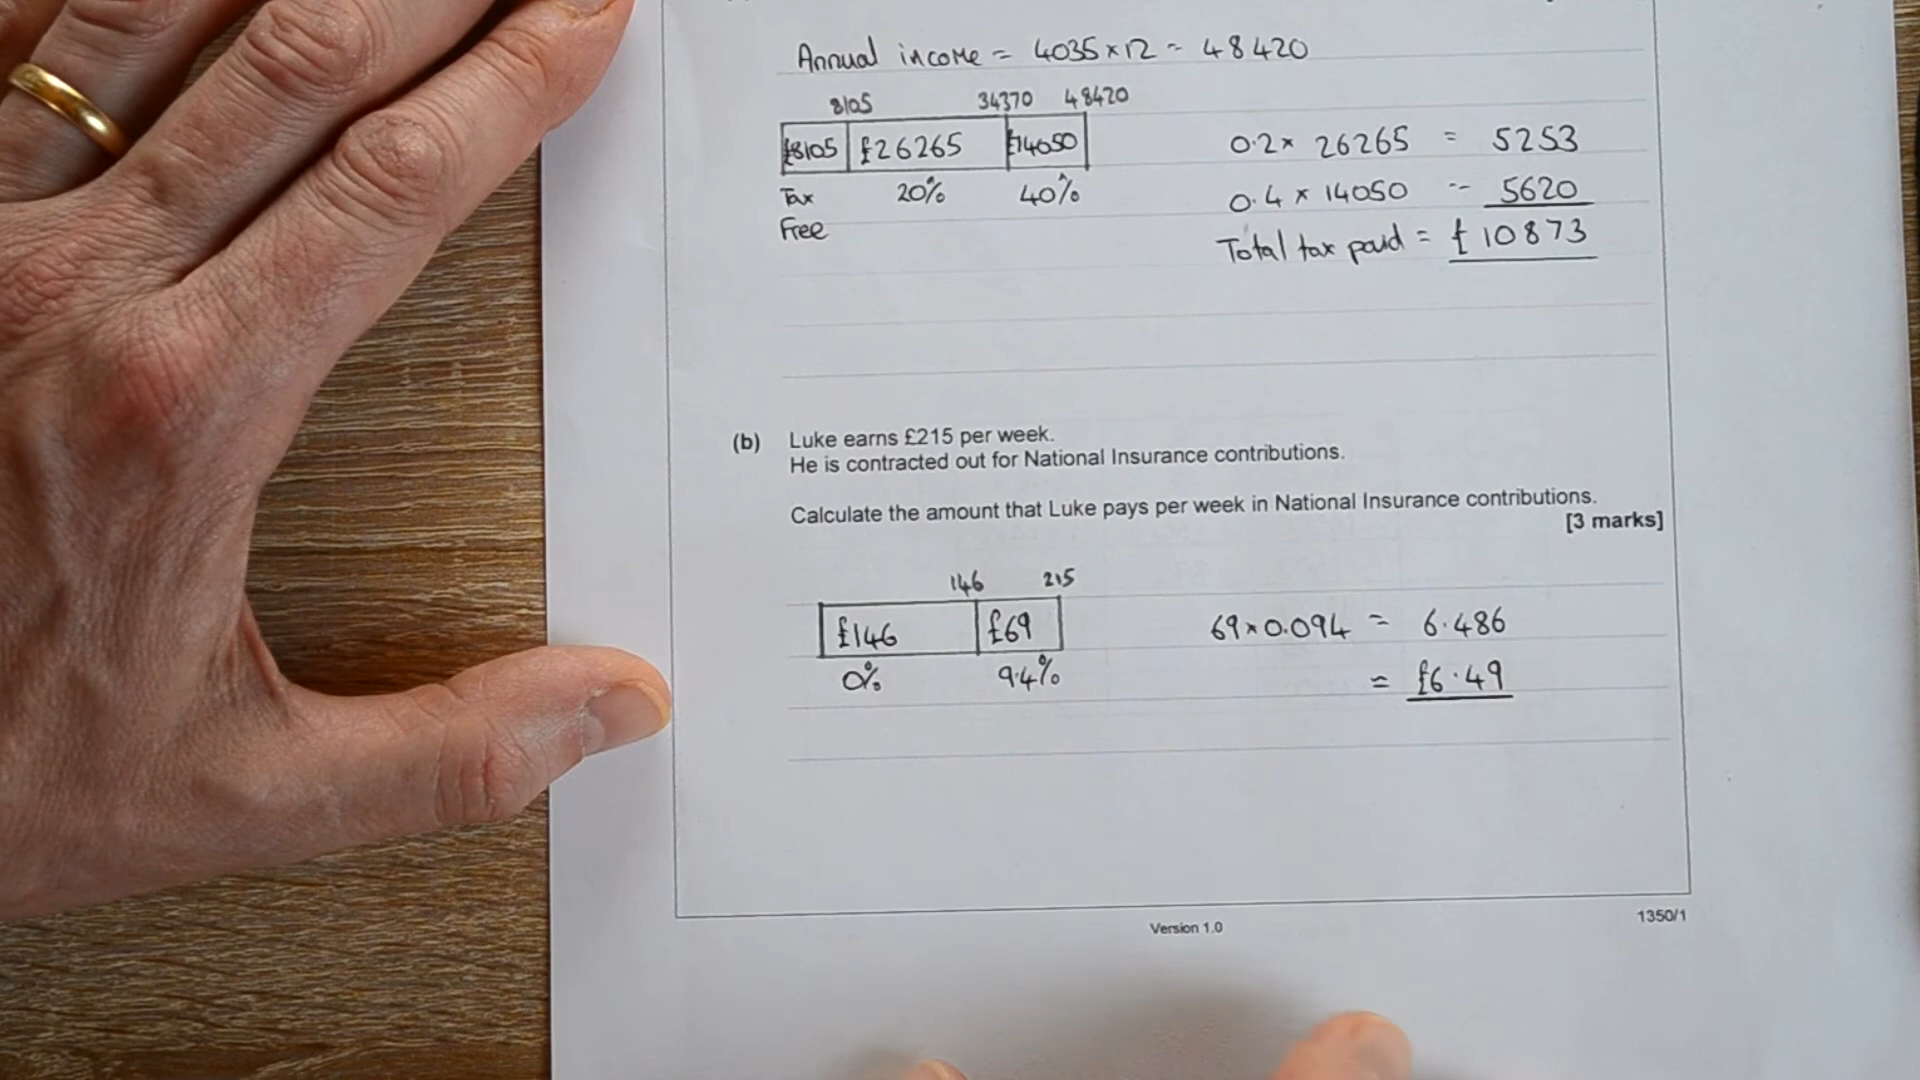 Annual income = 4035 × 12 = 48420
8105 34370 48420
£8105 £26265 £14050
Tax Free 20% 40%
0.2 × 26265 = 5253
0.4 × 14050 = 5620
Total tax paid = £10873
(b) Luke earns £215 per week.
He is contracted out for National Insurance contributions.
Calculate the amount that Luke pays per week in National Insurance contributions.
[3 marks]
146 215
£146 £69
0% 9.4%
69 × 0.094 = 6.486
= £6.49
Version 1.0
1350/1